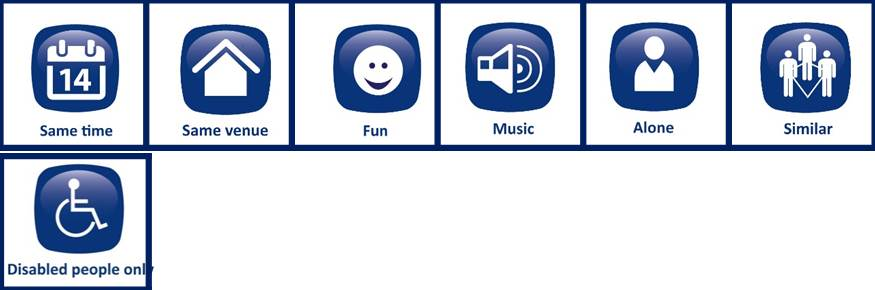 14
Same time
Same venue
Fun
Music
Alone
Similar
Disabled people only